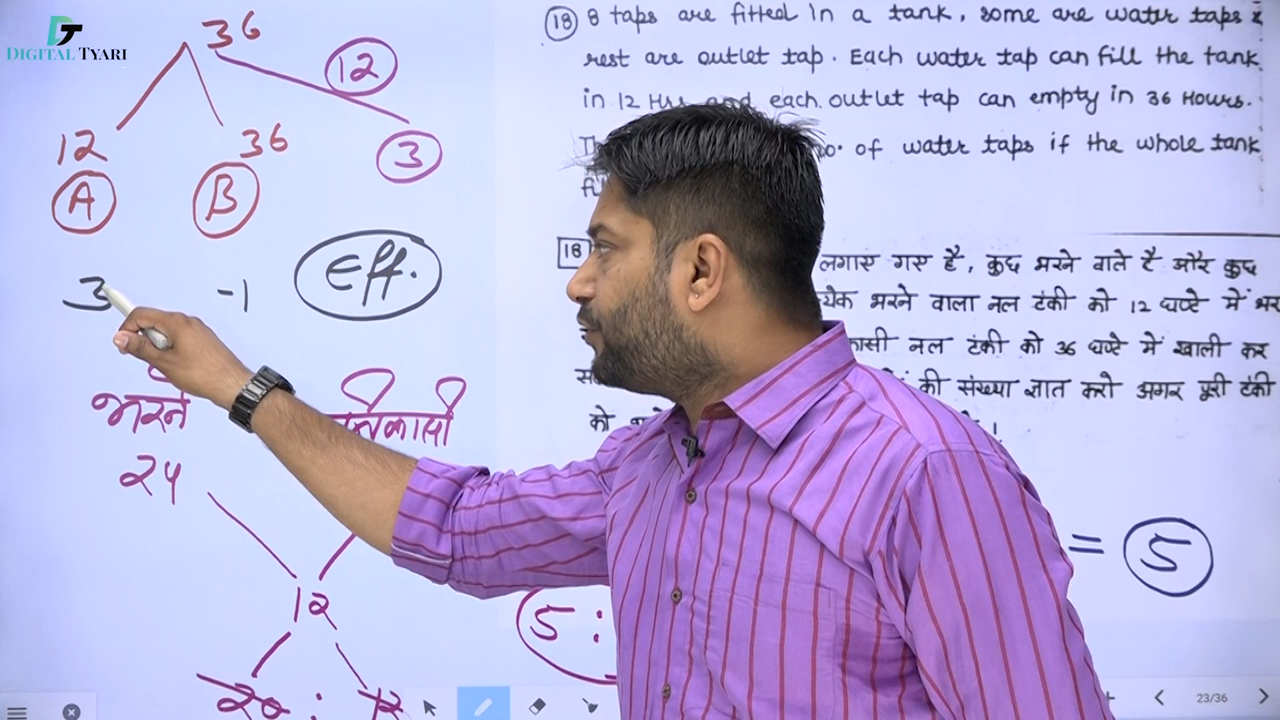 DIGITAL TYARI
36
12
3
12
36
A
B
3
-1
Eff.
भरने
24
12
20 : 12
5 :
= 5
18 8 taps are fitted in a tank, some are water taps &
rest are outlet tap. Each water tap can fill the tank
in 12 Hrs and each outlet tap can empty in 36 Hours.
no. of water taps if the whole tank
18
लगाए गए है, कुछ भरने वाले है और कुछ
भरने वाला नल टंकी को 12 घण्टे में भर
नल टंकी को 36 घण्टे में खाली कर
की संख्या ज्ञात करो अगर पूरी टंकी
को
23/36